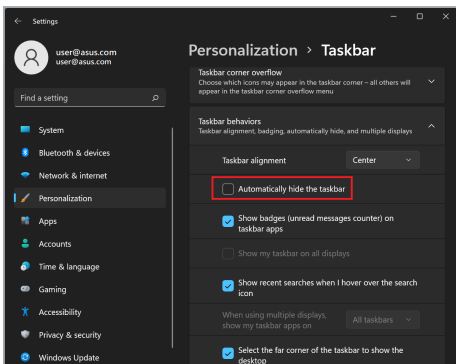 Settings
user@asus.com
user@asus.com
Find a setting
System
Bluetooth & devices
Network & internet
Personalization
Apps
Accounts
Time & language
Gaming
Accessibility
Privacy & security
Windows Update
Personalization > Taskbar
Taskbar corner overflow
Choose which icons may appear in the taskbar corner – all others will
appear in the taskbar corner overflow menu
Taskbar behaviors
Taskbar alignment, badging, automatically hide, and multiple displays
Taskbar alignment
Center
Automatically hide the taskbar
Show badges (unread messages counter) on
taskbar apps
Show my taskbar on all displays
Show recent searches when I hover over the search
icon
When using multiple displays,
show my taskbar apps on
All taskbars
Select the far corner of the taskbar to show the
desktop